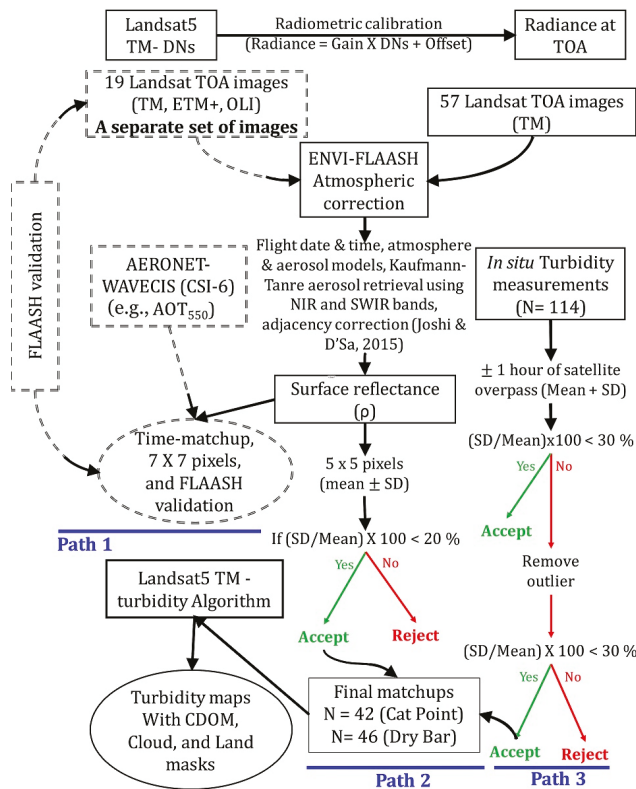 Landsat5
TM- DNs
Radiometric calibration
(Radiance = Gain X DNs + Offset)
Radiance at
TOA
19 Landsat TOA images
(TM, ETM+, OLI)
A separate set of images
57 Landsat TOA images
(TM)
ENVI-FLAASH
Atmospheric
correction
FLAASH validation
AERONET-
WAVECIS (CSI-6)
(e.g., AOT550)
Flight date & time, atmosphere
& aerosol models, Kaufmann-
Tanre aerosol retrieval using
NIR and SWIR bands,
adjacency correction (Joshi &
D'Sa, 2015)
In situ Turbidity
measurements
(N= 114)
± 1 hour of satellite
overpass (Mean + SD)
Surface reflectance
(ρ)
Time-matchup,
7 X 7 pixels,
and FLAASH
validation
Path 1
5 x 5 pixels
(mean ± SD)
(SD/Mean)x100 < 30 %
Yes
No
Accept
If (SD/Mean) X 100 < 20 %
Yes
No
Remove
outlier
Landsat5 TM -
turbidity Algorithm
Accept
Reject
(SD/Mean) X 100 < 30%
Yes
No
Turbidity maps
With CDOM,
Cloud, and Land
masks
Final matchups
N = 42 (Cat Point)
N= 46 (Dry Bar)
Accept
Reject
Path 2
Path 3